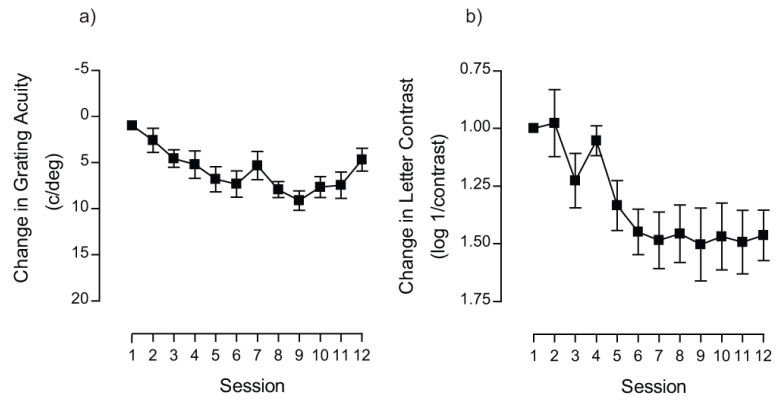 a)
Change in Grating Acuity
(c/deg)
-5
0
5
10
15
20
1 2 3 4 5 6 7 8 9 10 11 12
Session
b)
Change in Letter Contrast
(log 1/contrast)
0.75
1.00
1.25
1.50
1.75
1 2 3 4 5 6 7 8 9 10 11 12
Session